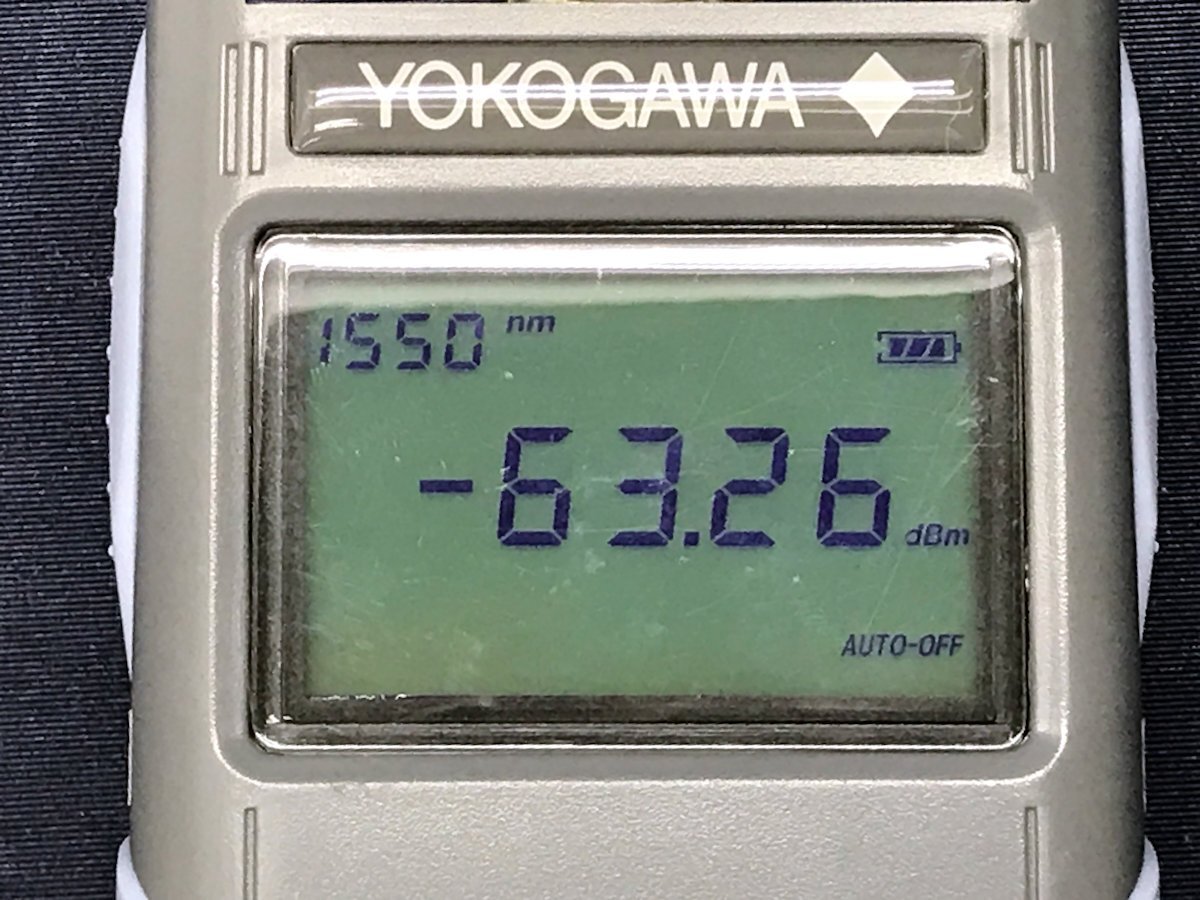 YOKOGAWA
1550 nm
-63.26 dBm
AUTO-OFF